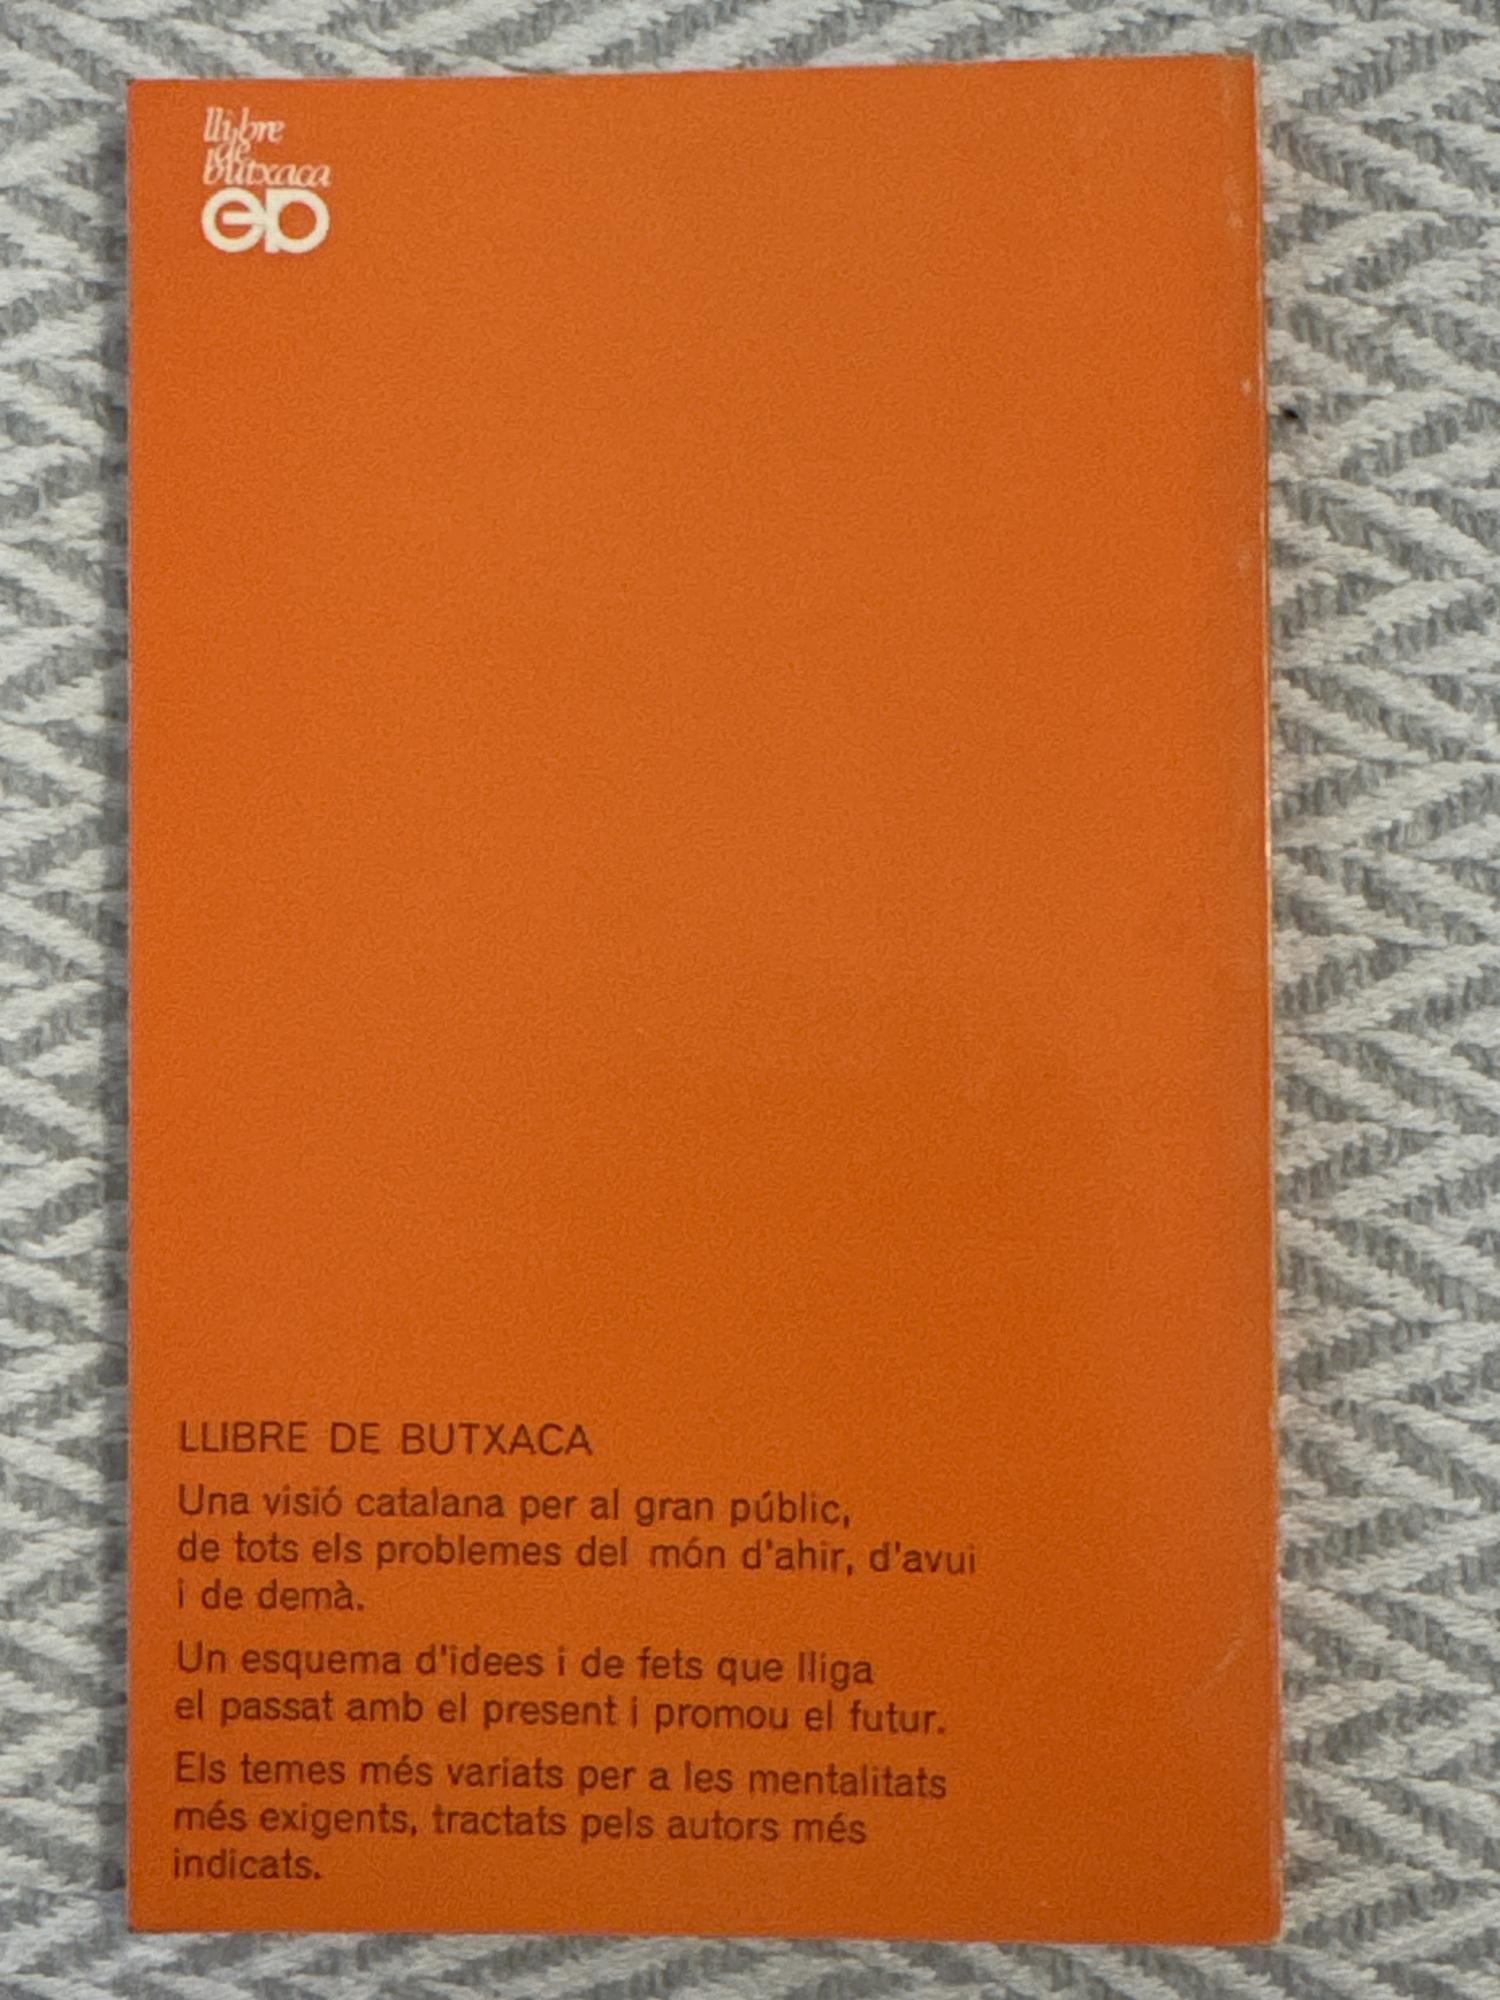 llibre
de
butxaca
ep
LLIBRE DE BUTXACA
Una visió catalana per al gran públic,
de tots els problemes del món d'ahir, d'avui
i de demà.
Un esquema d'idees i de fets que lliga
el passat amb el present i promou el futur.
Els temes més variats per a les mentalitats
més exigents, tractats pels autors més
indicats.